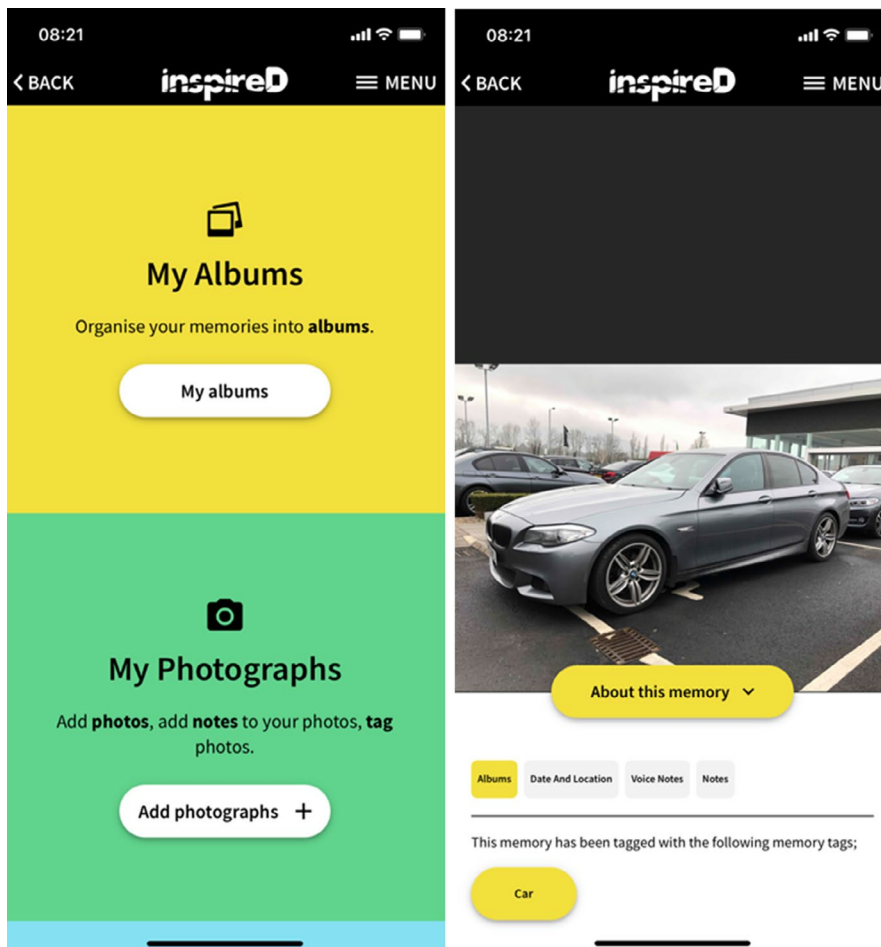 08:21
BACK
inspireD
MENU
My Albums
Organise your memories into albums.
My albums
My Photographs
Add photos, add notes to your photos, tag
photos.
Add photographs +
08:21
BACK
inspireD
MENU
About this memory
Albums
Date And Location
Voice Notes
Notes
This memory has been tagged with the following memory tags;
Car